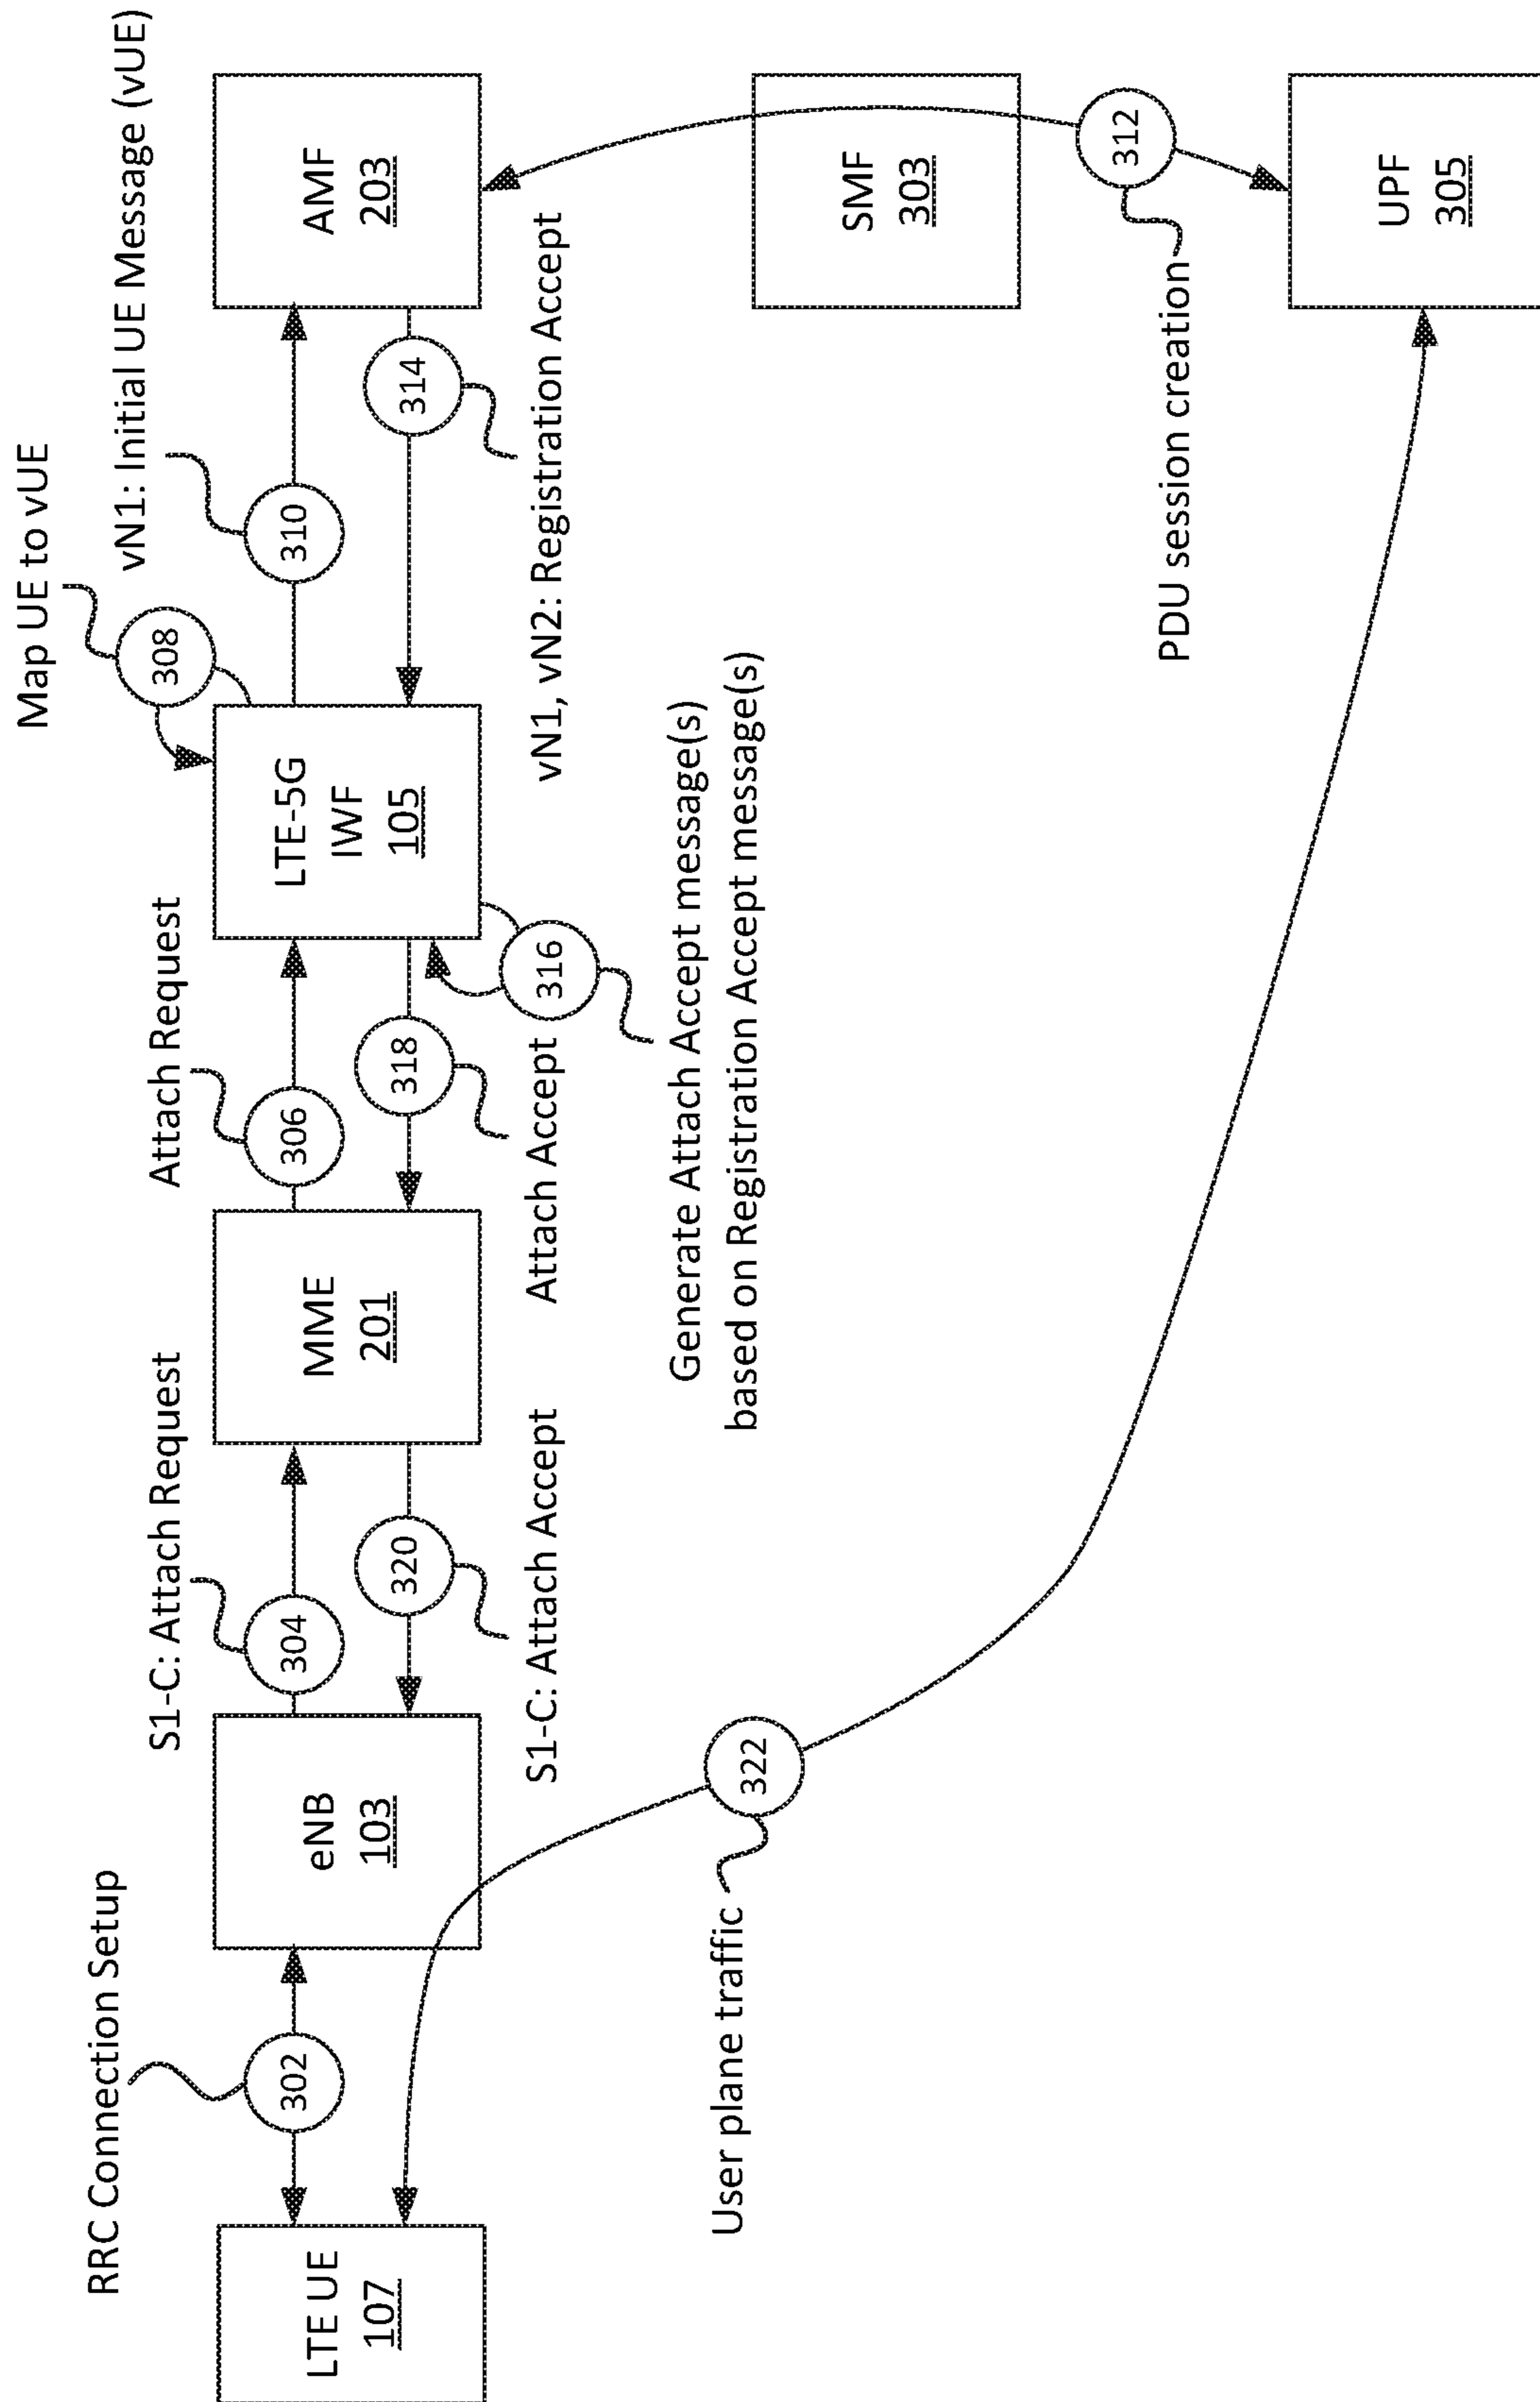 RRC Connection Setup
302
LTE UE
107
eNB
103
S1-C: Attach Request
304
MME
201
320
S1-C: Attach Accept
Attach Request
306
LTE-5G
IWF
105
318
Attach Accept
Map UE to vUE
308
316
Generate Attach Accept message(s)
based on Registration Accept message(s)
vN1: Initial UE Message (vUE)
310
AMF
203
314
vN1, vN2: Registration Accept
SMF
303
312
PDU session creation
UPF
305
322
User plane traffic